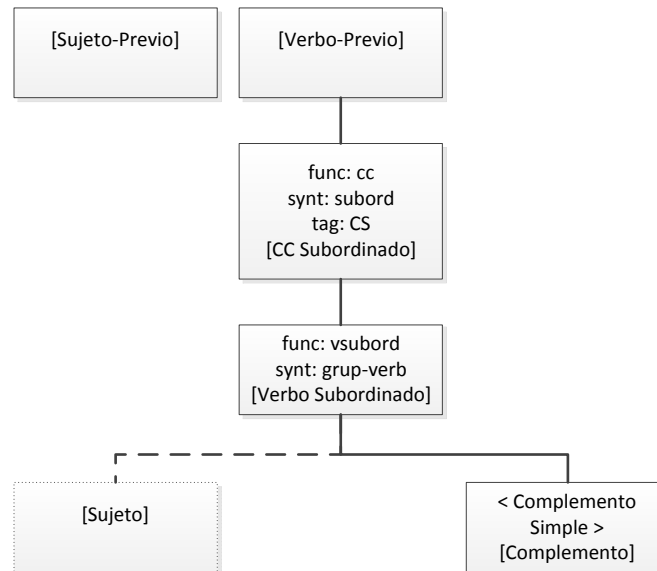 [Sujeto-Previo]
[Verbo-Previo]
func: cc
synt: subord
tag: CS
[CC Subordinado]
func: vsubord
synt: grup-verb
[Verbo Subordinado]
[Sujeto]
< Complemento
Simple >
[Complemento]